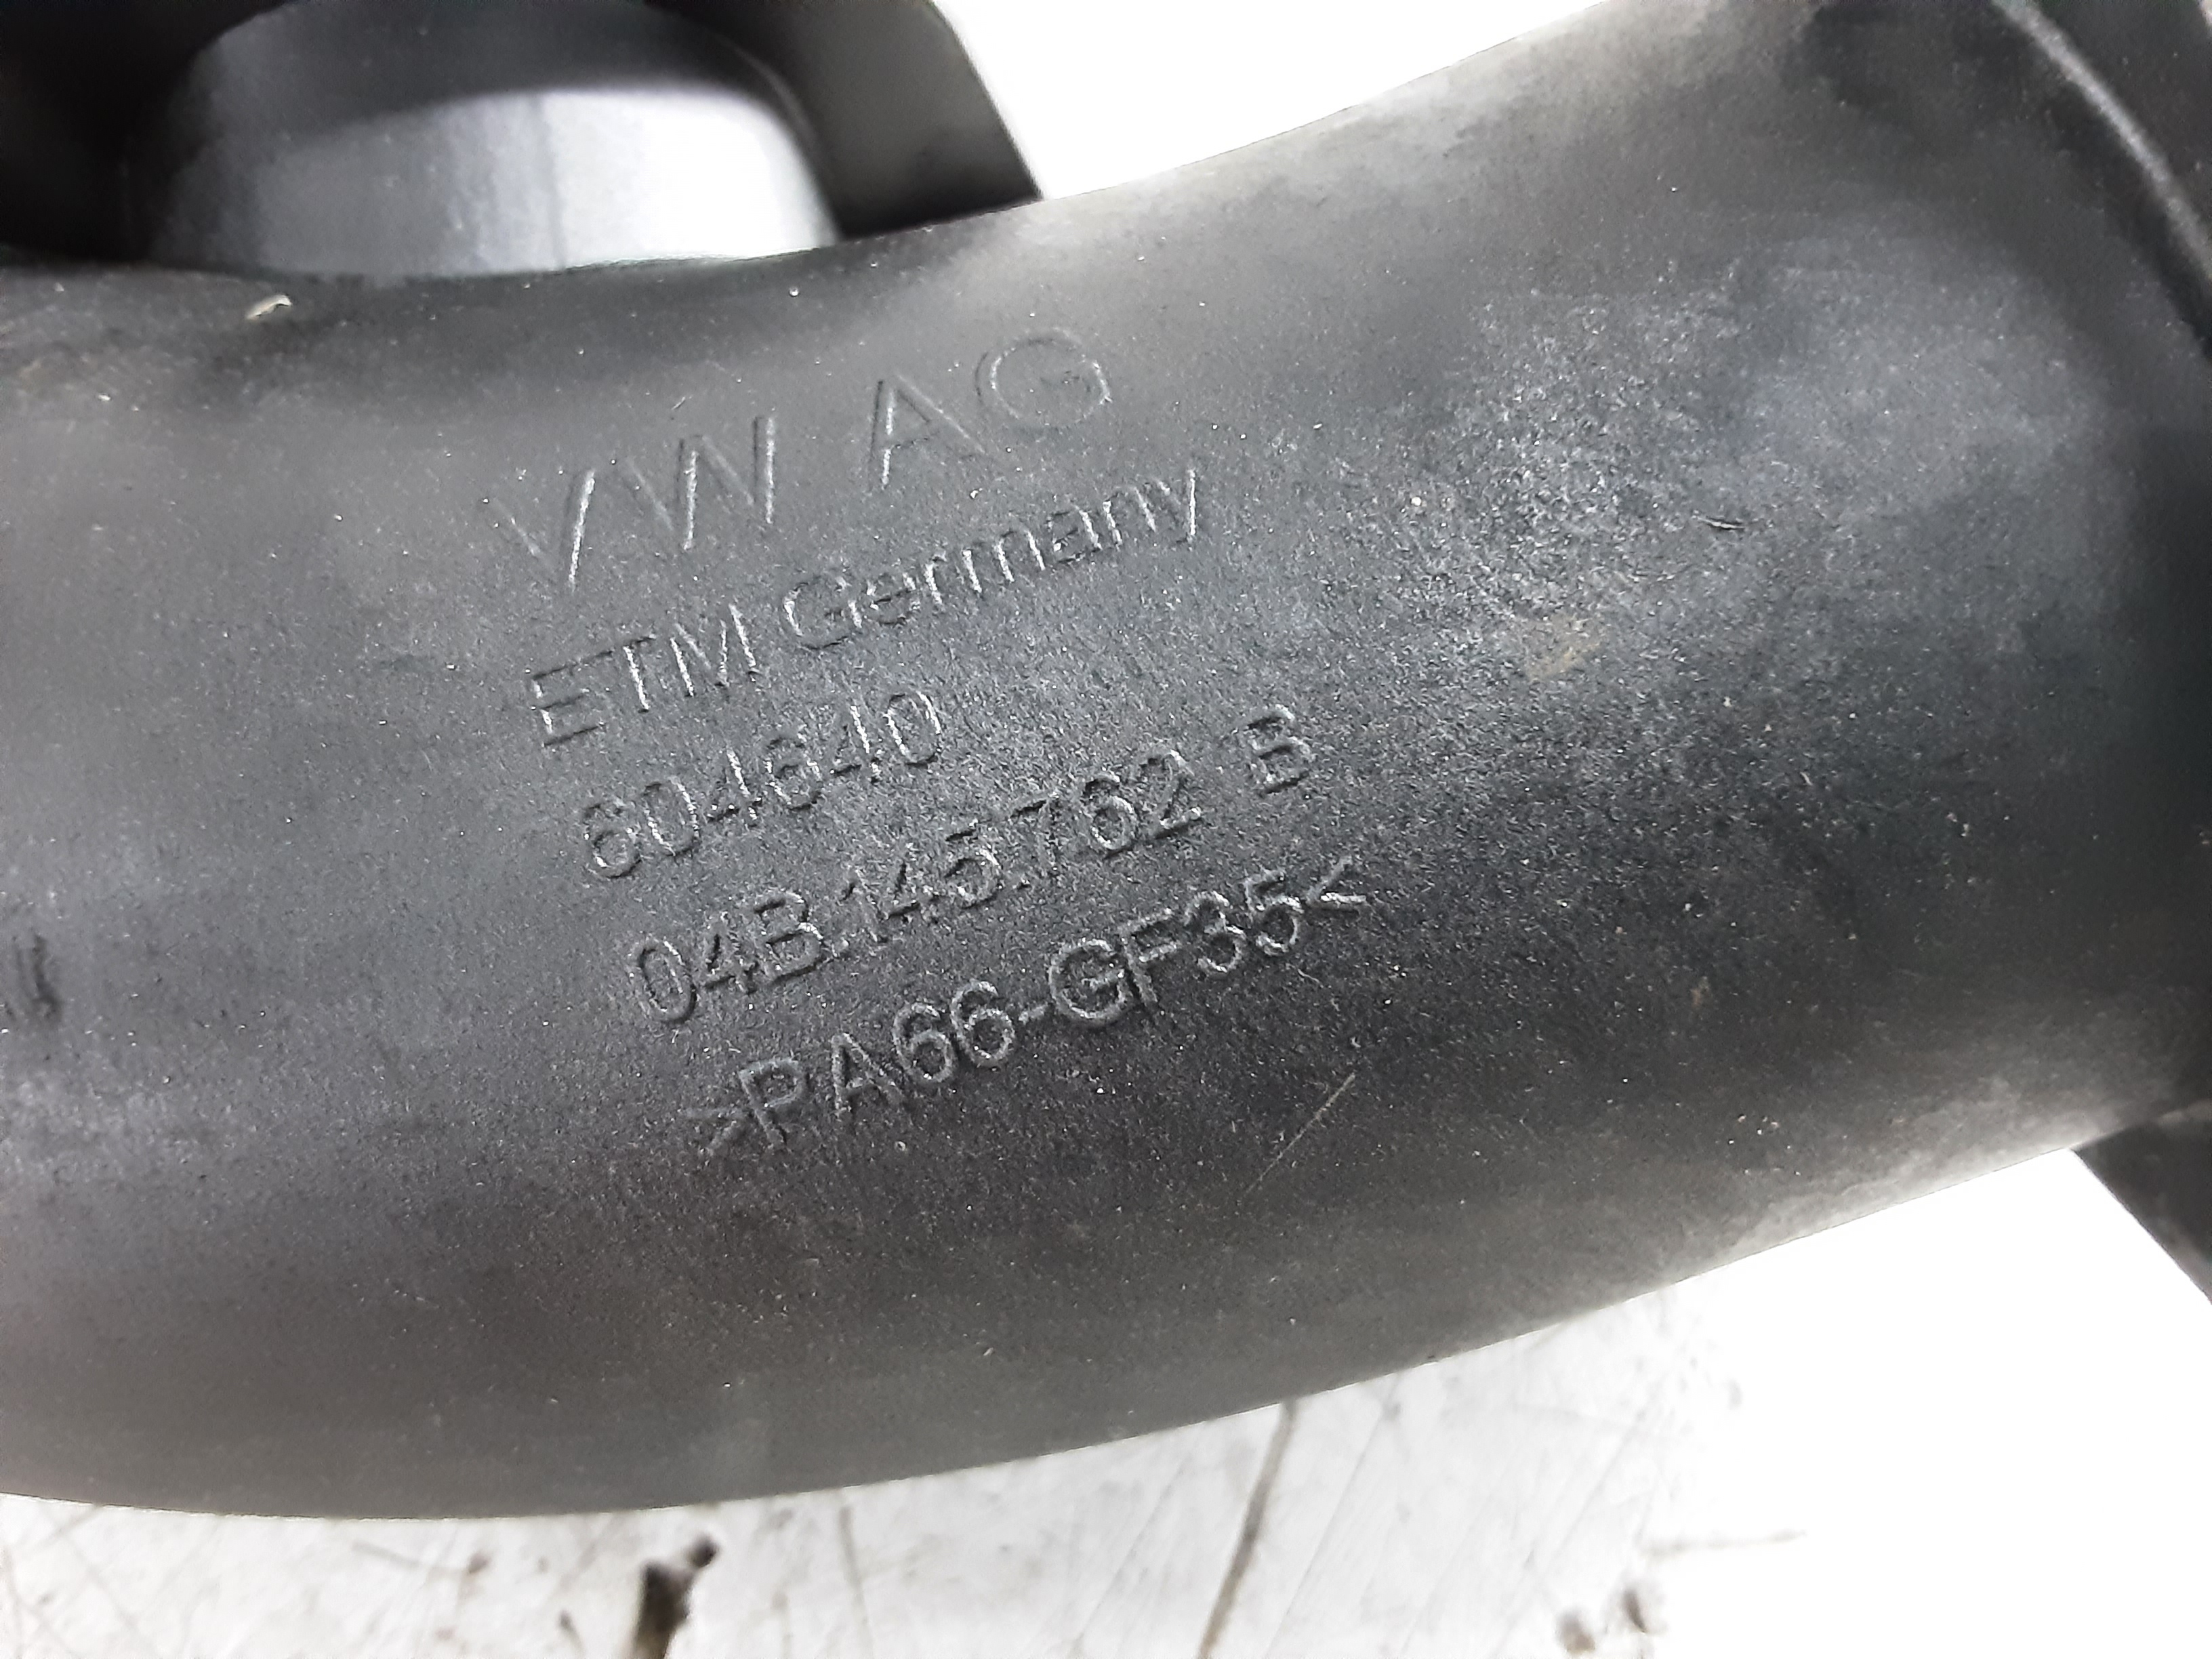 VW AG
ETM Germany
604640
04B.145.762 B
>PA66-GF35<